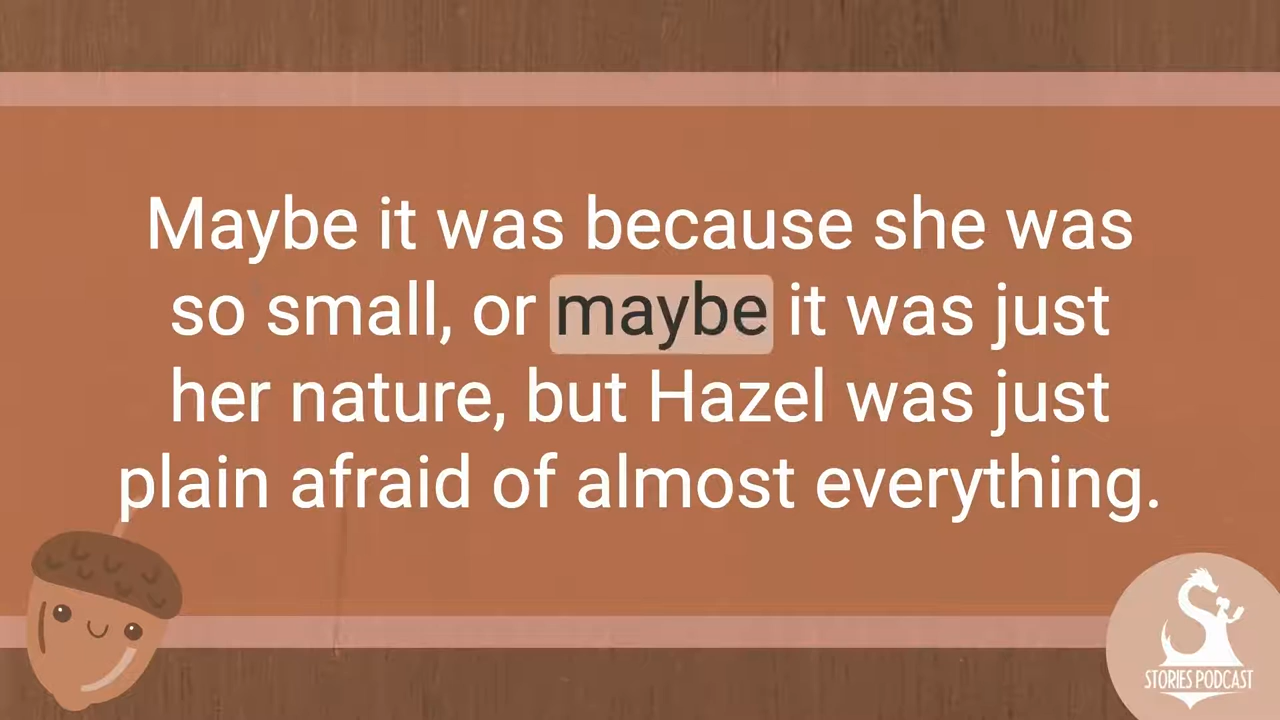 Maybe it was because she was
so small, or maybe it was just
her nature, but Hazel was just
plain afraid of almost everything.
STORIES PODCAST